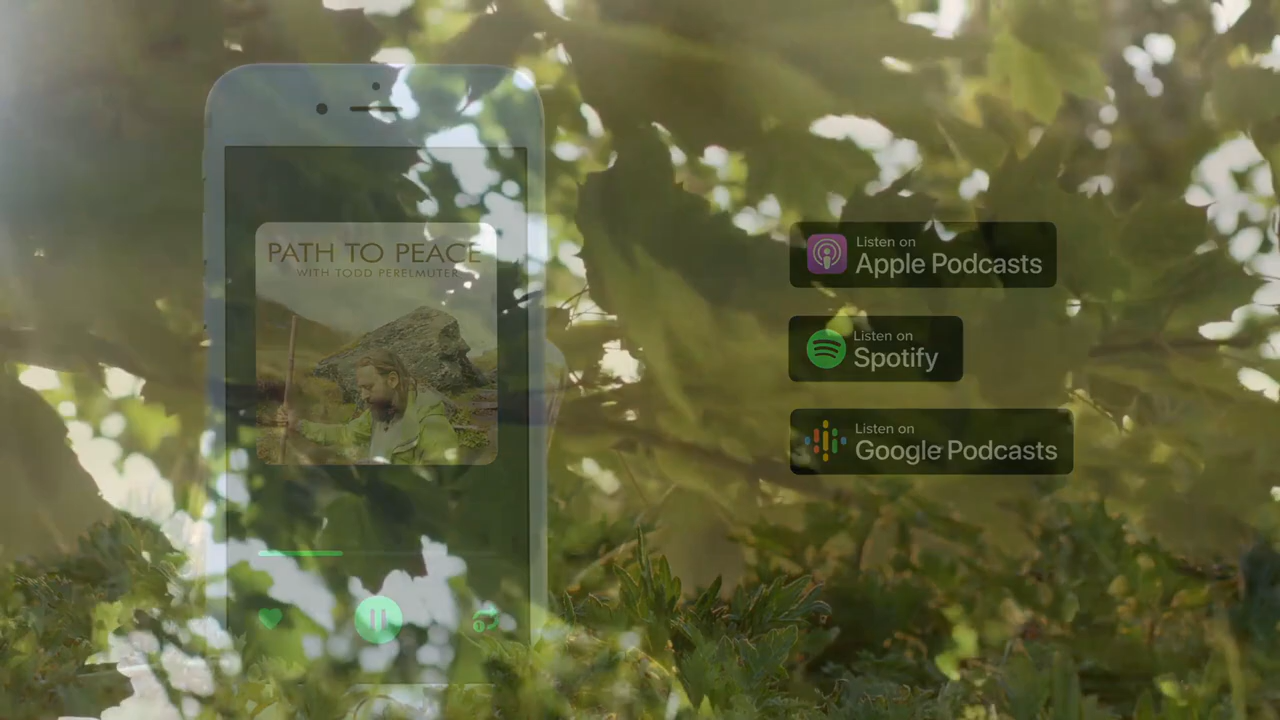 PATH TO PEACE
WITH TODD PERELMUTER
Listen on
Apple Podcasts
Listen on
Spotify
Listen on
Google Podcasts